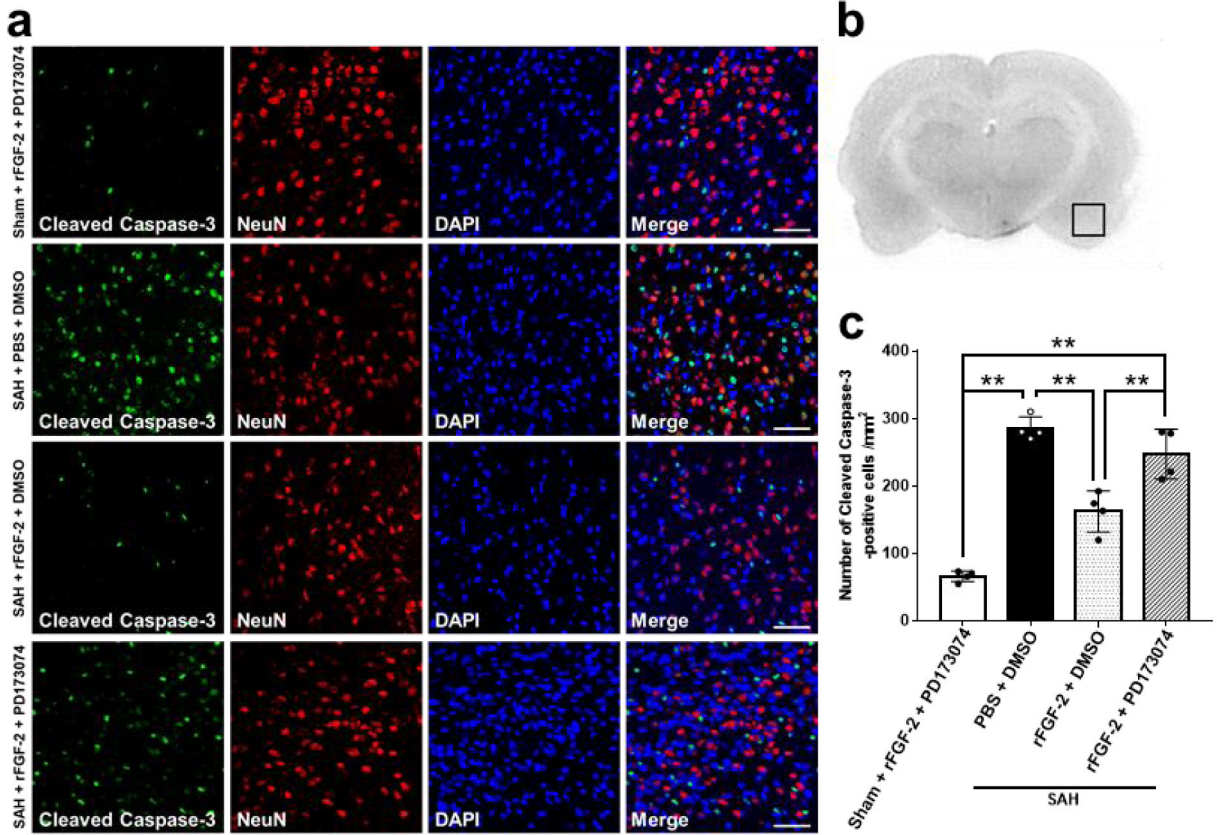 a
Sham + rFGF-2 + PD173074
Cleaved Caspase-3
NeuN
DAPI
Merge
SAH + PBS + DMSO
Cleaved Caspase-3
NeuN
DAPI
Merge
SAH + rFGF-2 + DMSO
Cleaved Caspase-3
NeuN
DAPI
Merge
SAH + rFGF-2 + PD173074
Cleaved Caspase-3
NeuN
DAPI
Merge
b
c
Number of Cleaved Caspase-3
-positive cells /mm2
400
300
200
100
0
**
**
**
**
Sham + rFGF-2 + PD173074
PBS + DMSO
rFGF-2 + DMSO
rFGF-2 + PD173074
SAH